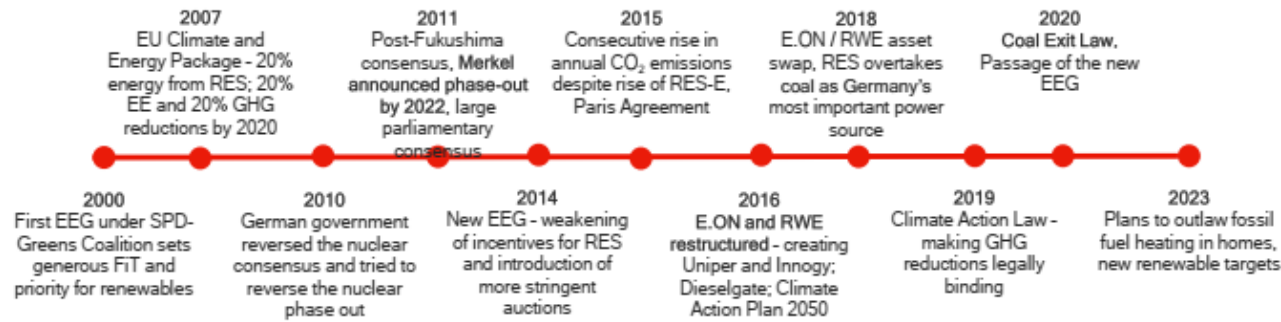 2007
EU Climate and
Energy Package - 20%
energy from RES; 20%
EE and 20% GHG
reductions by 2020
2011
Post-Fukushima
consensus, Merkel
announced phase-out
by 2022, large
parliamentary
consensus
2015
Consecutive rise in
annual CO₂ emissions
despite rise of RES-E,
Paris Agreement
2018
E.ON / RWE asset
swap, RES overtakes
coal as Germany's
most important power
source
2020
Coal Exit Law,
Passage of the new
EEG
2000
First EEG under SPD-
Greens Coalition sets
generous FiT and
priority for renewables
2010
German government
reversed the nuclear
consensus and tried to
reverse the nuclear
phase out
2014
New EEG - weakening
of incentives for RES
and introduction of
more stringent
auctions
2016
E.ON and RWE
restructured - creating
Uniper and Innogy;
Dieselgate; Climate
Action Plan 2050
2019
Climate Action Law -
making GHG
reductions legally
binding
2023
Plans to outlaw fossil
fuel heating in homes,
new renewable targets